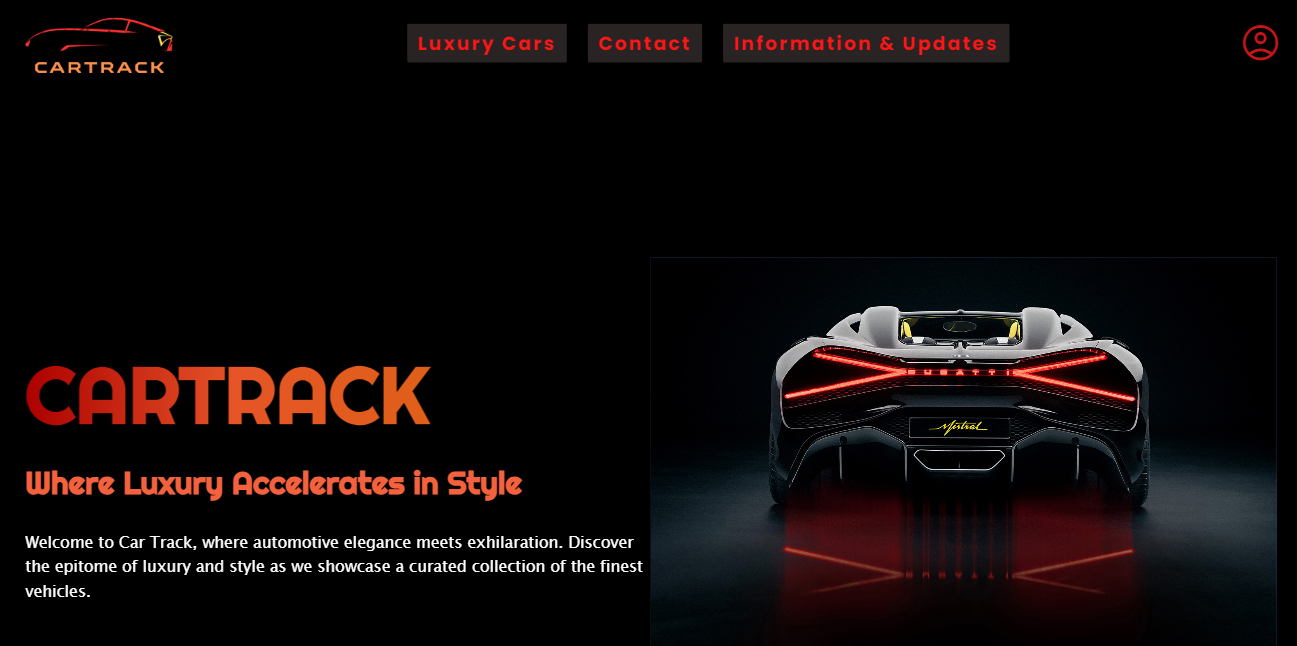 CARTRACK
Luxury Cars
Contact
Information & Updates
CARTRACK
Where Luxury Accelerates in Style
Welcome to Car Track, where automotive elegance meets exhilaration. Discover
the epitome of luxury and style as we showcase a curated collection of the finest
vehicles.
BUGATTI
Mistral